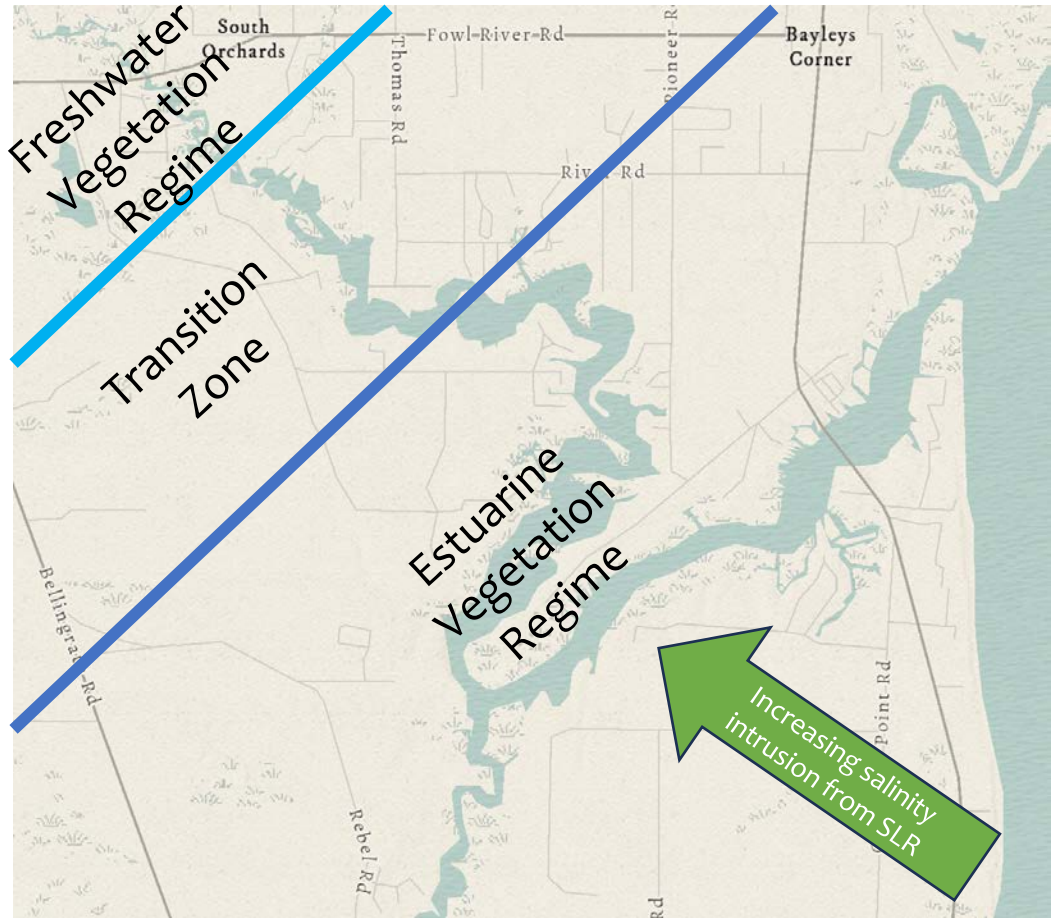 Freshwater
Vegetation
Regime
South
Orchards
Fowl River Rd
Bayleys
Corner
Thomas Rd
Pioneer R
River Rd
Transition
Zone
Estuarine
Vegetation
Regime
Bellingra Rd
Increasing salinity
intrusion from SLR
Point Rd
Rebel Rd
Rd